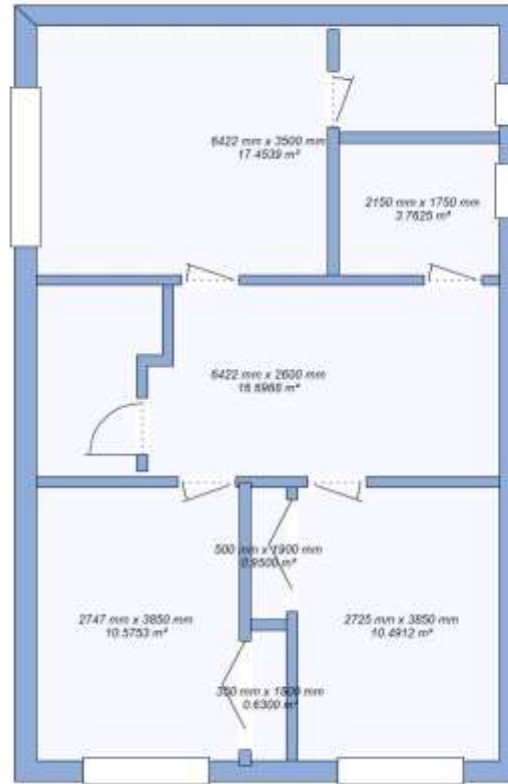 6422 mm x 3500 mm
17.4539 m²
2150 mm x 1750 mm
3.7625 m²
6422 mm x 2600 mm
16.6968 m²
500 mm x 1900 mm
0.9500 m²
2747 mm x 3850 mm
10.5753 m²
2725 mm x 3850 mm
10.4912 m²
350 mm x 1800 mm
0.6300 m²